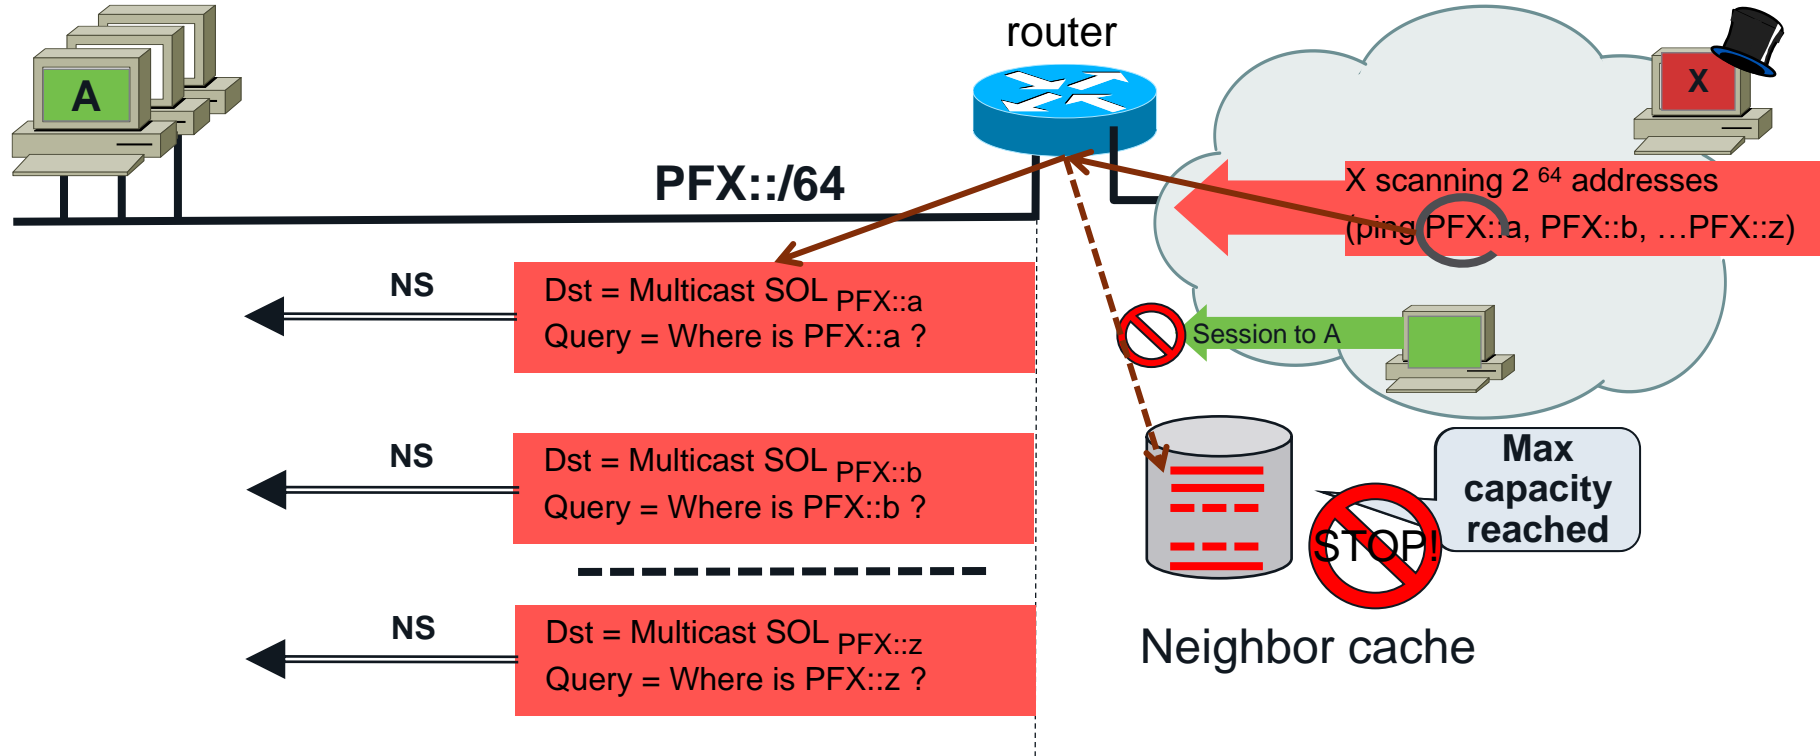 router
A
X
PFX::/64
X scanning 2 64 addresses
(ping PFX::a, PFX::b, …PFX::z)
NS
Dst = Multicast SOL PFX::a
Query = Where is PFX::a ?
Session to A
NS
Dst = Multicast SOL PFX::b
Query = Where is PFX::b ?
Max
capacity
reached
STOP!
NS
Dst = Multicast SOL PFX::z
Query = Where is PFX::z ?
Neighbor cache